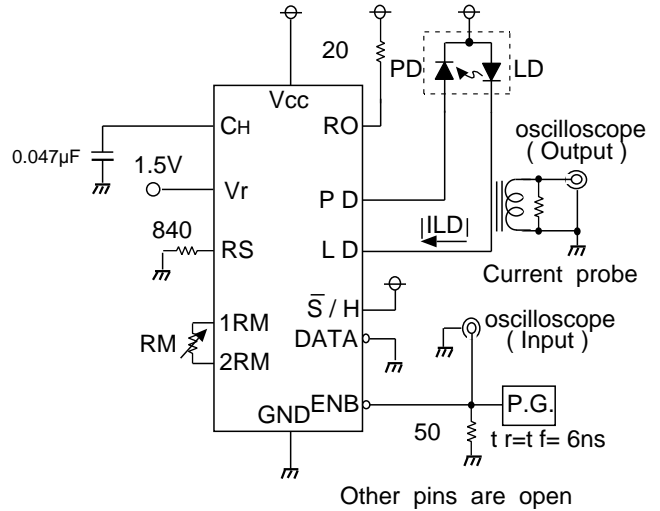 20
PD
LD
Vcc
CH
RO
0.047µF
1.5V
oscilloscope
( Output )
Vr
P D
840
|ILD|
RS
L D
Current probe
S̅ / H
1RM
oscilloscope
( Input )
RM
DATA
2RM
ENB
P.G.
GND
50
t r=t f= 6ns
Other pins are open